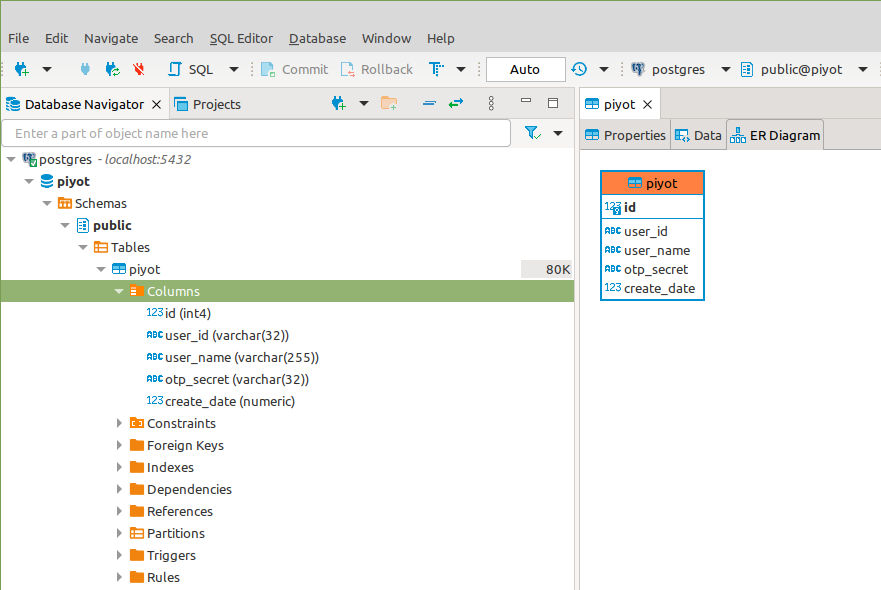 File Edit Navigate Search SQL Editor Database Window Help
SQL Commit Rollback Auto postgres public@piyot
Database Navigator Projects
Enter a part of object name here
postgres - localhost:5432
piyot
Schemas
public
Tables
piyot 80K
Columns
123 id (int4)
ABC user_id (varchar(32))
ABC user_name (varchar(255))
ABC otp_secret (varchar(32))
123 create_date (numeric)
Constraints
Foreign Keys
Indexes
Dependencies
References
Partitions
Triggers
Rules
piyot
Properties Data ER Diagram
piyot
123 id
ABC user_id
ABC user_name
ABC otp_secret
123 create_date